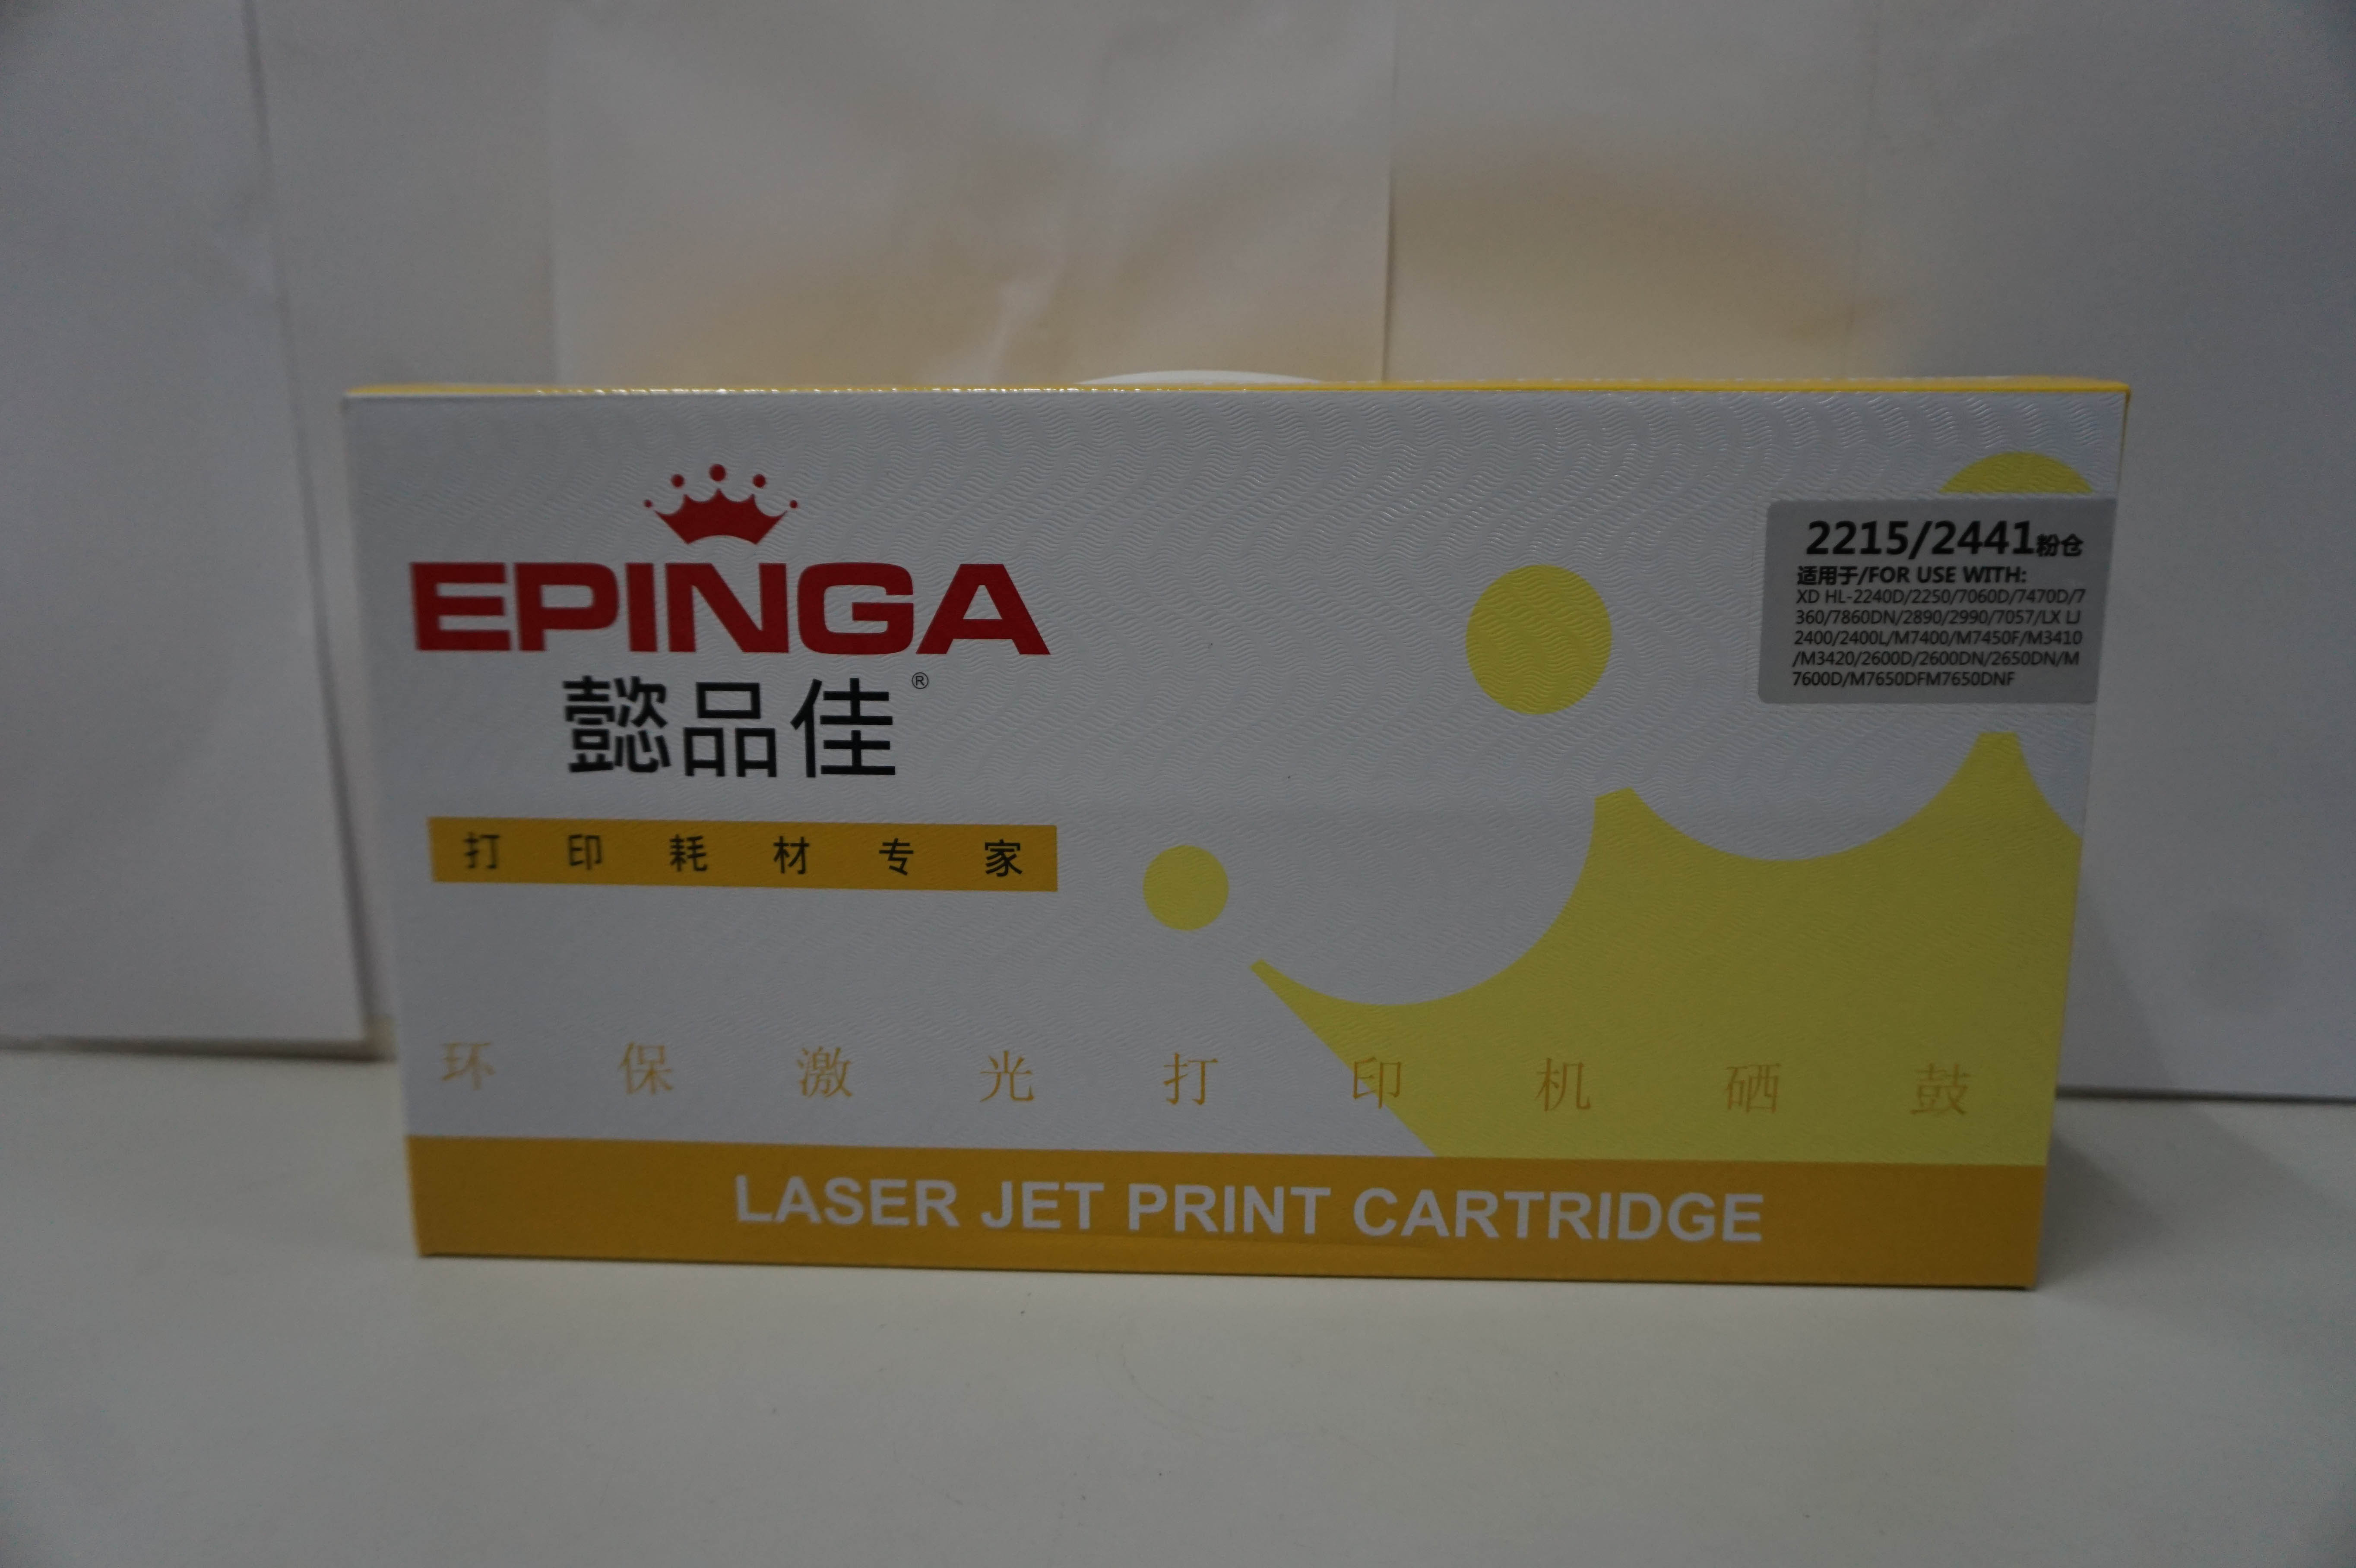 EPINGA
懿品佳®
打印耗材专家
2215/2441粉仓
适用于/FOR USE WITH:
XD HL-2240D/2250/7060D/7470D/7
360/7860DN/2890/2990/7057/LX LJ
2400/2400L/M7400/M7450F/M3410
/M3420/2600D/2600DN/2650DN/M
7600D/M7650DFM7650DNF
环保激光打印机硒鼓
LASER JET PRINT CARTRIDGE